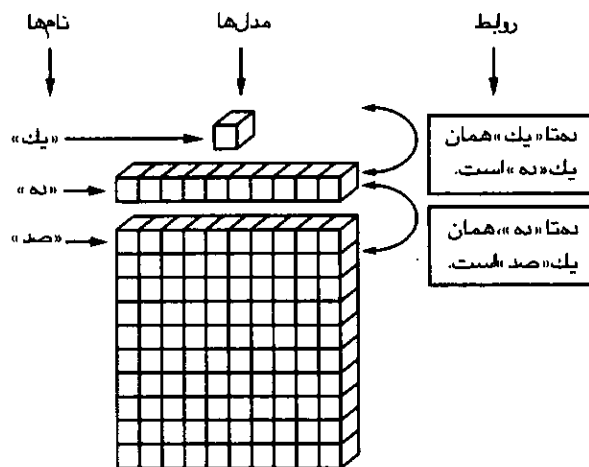 روابط
مدل‌ها
نام‌ها
«یك»
«ده»
«صد»
ده‌تا «یك» همان
یك «ده» است.
ده‌تا «ده»، همان
یك «صد» است.